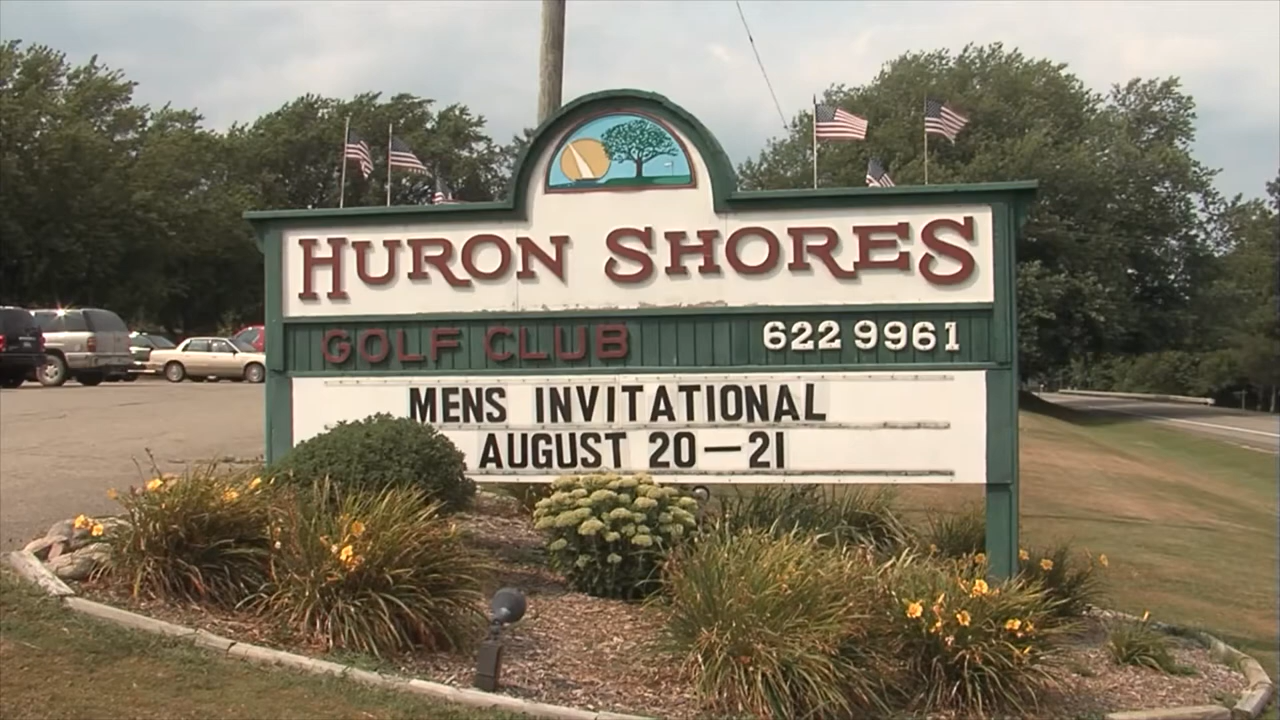 HURON SHORES
GOLF CLUB 622 9961
MENS INVITATIONAL
AUGUST 20-21